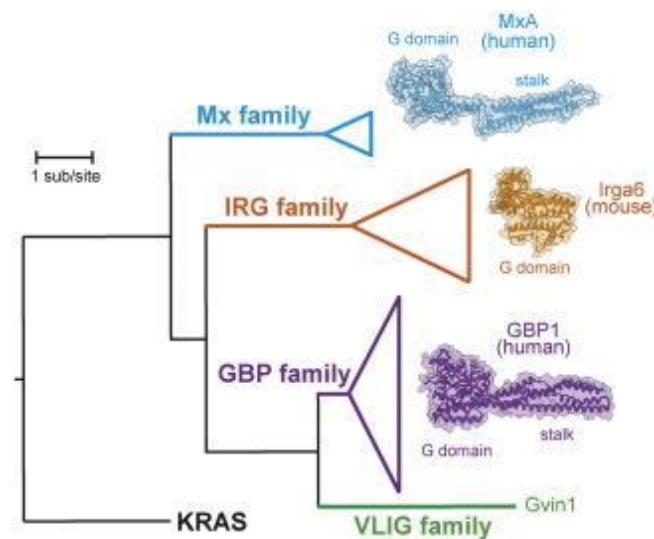 MxA
(human)
G domain
stalk
Mx family
1 sub/site
IRG family
Irga6
(mouse)
G domain
GBP1
(human)
GBP family
G domain
stalk
Gvin1
KRAS
VLIG family